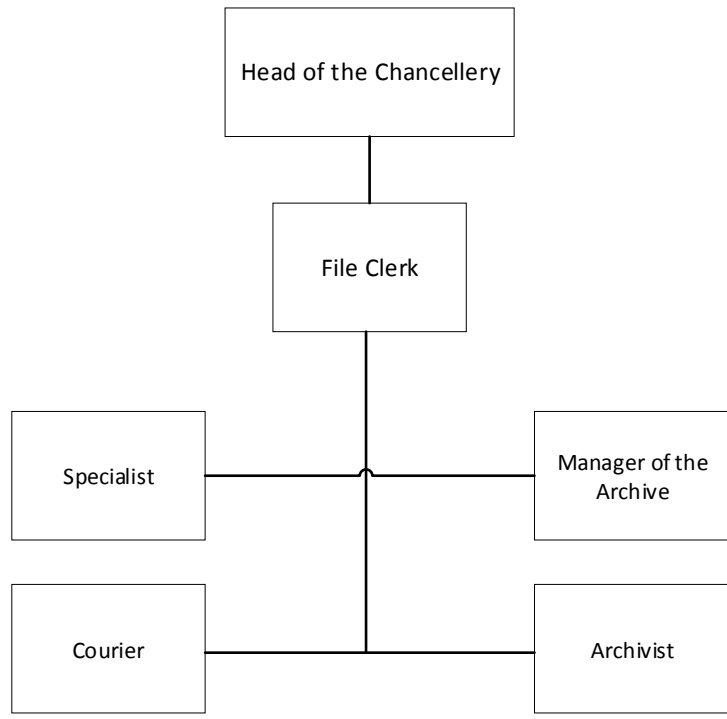 Head of the Chancellery
File Clerk
Specialist
Manager of the
Archive
Courier
Archivist